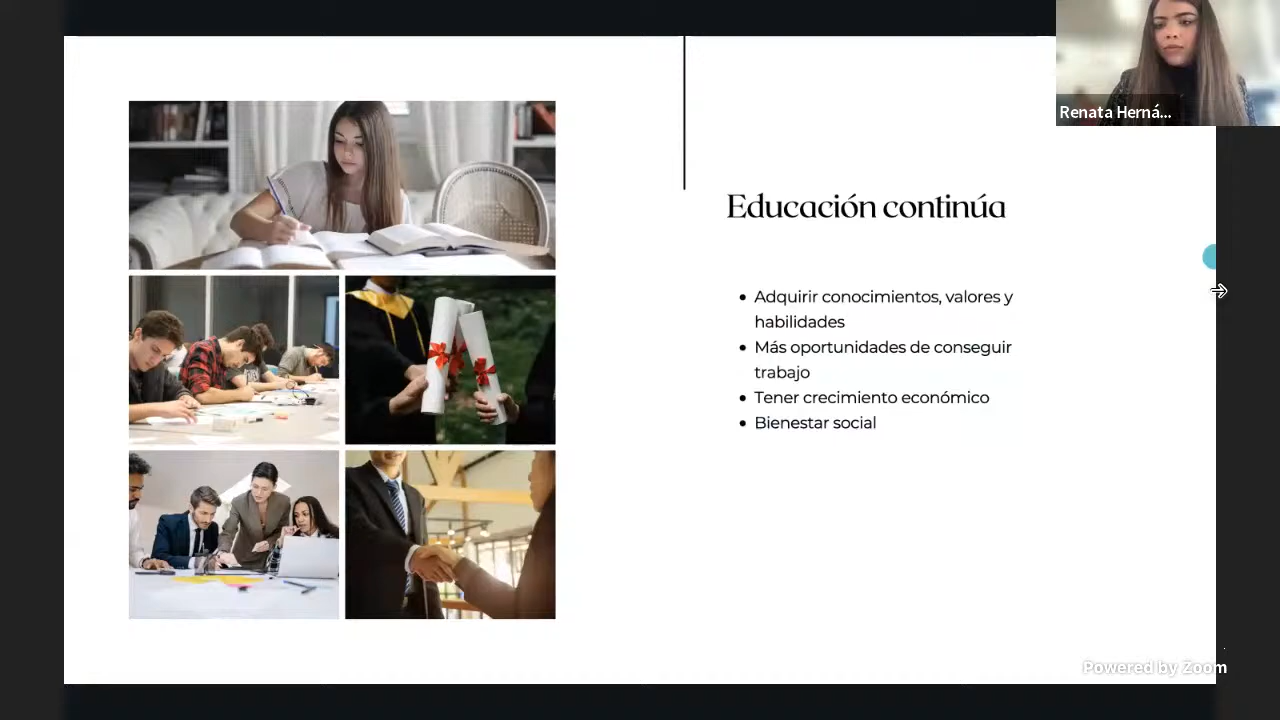 Renata Herná...
Educación continúa
Adquirir conocimientos, valores y
habilidades
Más oportunidades de conseguir
trabajo
Tener crecimiento económico
Bienestar social
Powered by Zoom